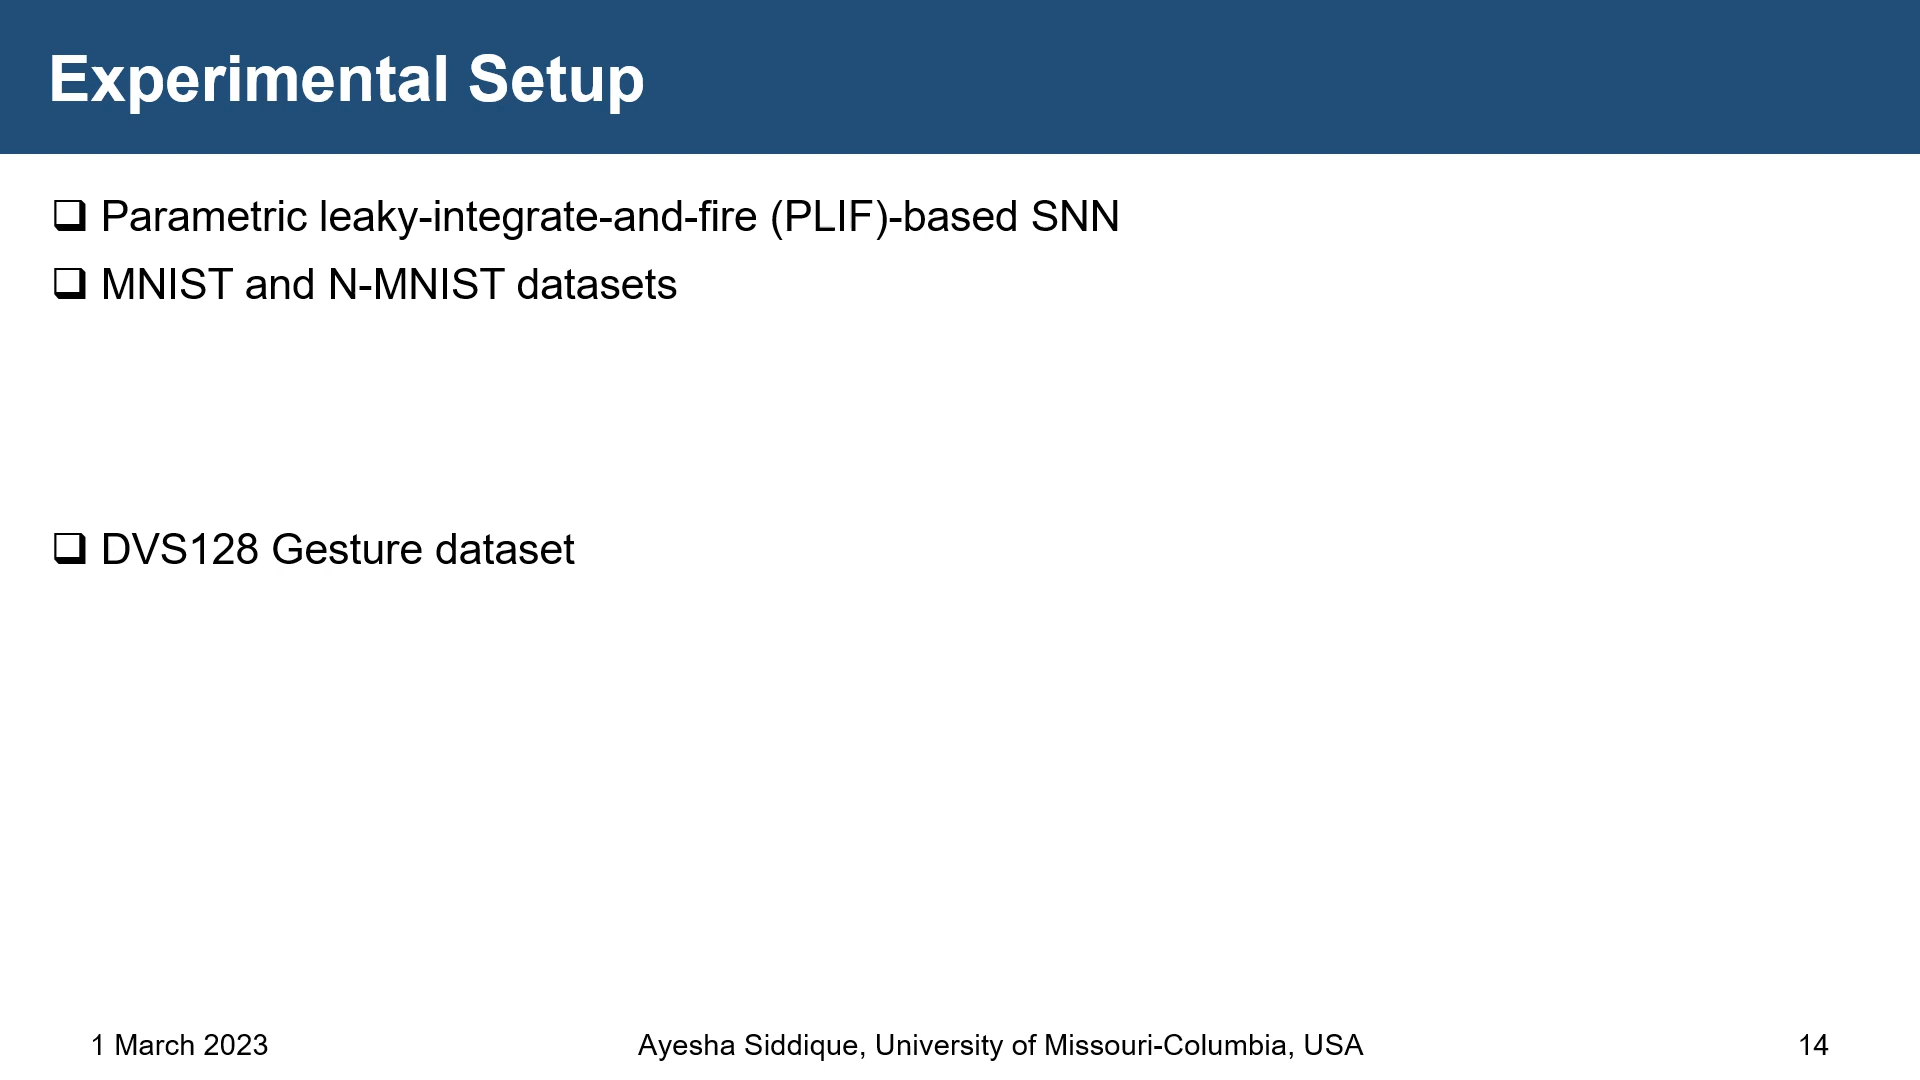 Experimental Setup
Parametric leaky-integrate-and-fire (PLIF)-based SNN
MNIST and N-MNIST datasets
DVS128 Gesture dataset
1 March 2023
Ayesha Siddique, University of Missouri-Columbia, USA
14